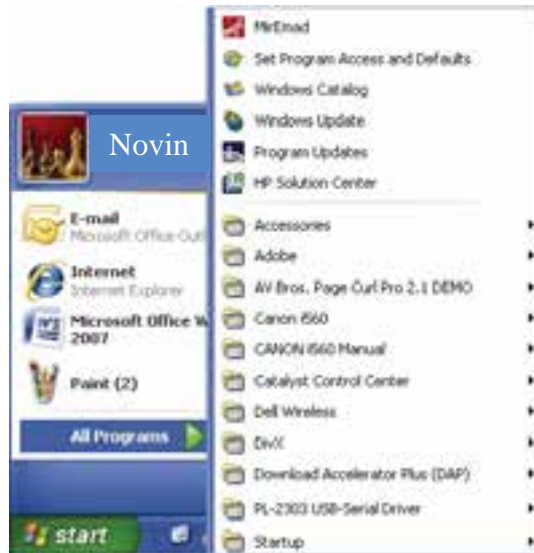 Novin
E-mail
Microsoft Office Out
Internet
Internet Explorer
Microsoft Office W
2007
Paint (2)
All Programs
start
MirEmad
Set Program Access and Defaults
Windows Catalog
Windows Update
Program Updates
HP Solution Center
Accessories
Adobe
AV Bros. Page Curl Pro 2.1 DEMO
Canon i560
CANON i560 Manual
Catalyst Control Center
Dell Wireless
DivX
Download Accelerator Plus (DAP)
PL-2303 USB-Serial Driver
Startup